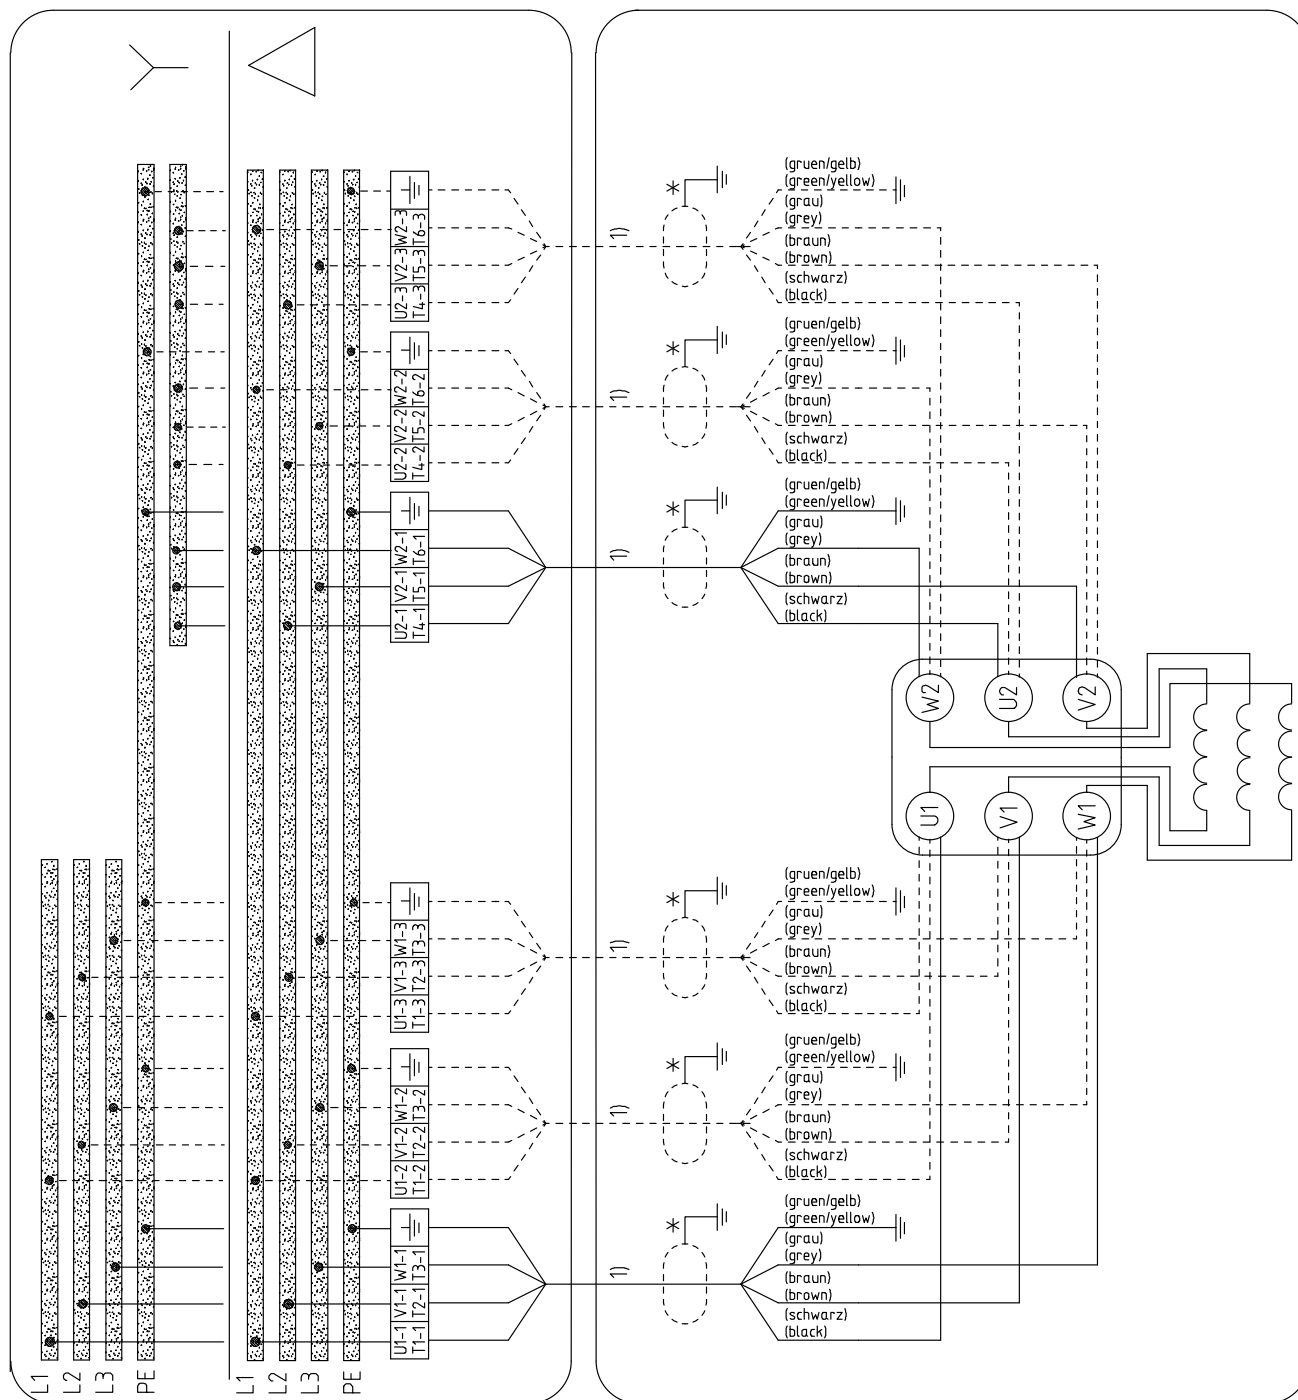 W2-3
T6-3
V2-3
T5-3
U2-3
T4-3
1)
*
(gruen/gelb)
(green/yellow)
(grau)
(grey)
(braun)
(brown)
(schwarz)
(black)
W2-2
T6-2
V2-2
T5-2
U2-2
T4-2
1)
*
(gruen/gelb)
(green/yellow)
(grau)
(grey)
(braun)
(brown)
(schwarz)
(black)
W2-1
T6-1
V2-1
T5-1
U2-1
T4-1
1)
*
(gruen/gelb)
(green/yellow)
(grau)
(grey)
(braun)
(brown)
(schwarz)
(black)
W2
U2
V2
U1
V1
W1
W1-3
T3-3
V1-3
T2-3
U1-3
T1-3
1)
*
(gruen/gelb)
(green/yellow)
(grau)
(grey)
(braun)
(brown)
(schwarz)
(black)
W1-2
T3-2
V1-2
T2-2
U1-2
T1-2
1)
*
(gruen/gelb)
(green/yellow)
(grau)
(grey)
(braun)
(brown)
(schwarz)
(black)
W1-1
T3-1
V1-1
T2-1
U1-1
T1-1
1)
*
(gruen/gelb)
(green/yellow)
(grau)
(grey)
(braun)
(brown)
(schwarz)
(black)
L1
L2
L3
PE
L1
L2
L3
PE